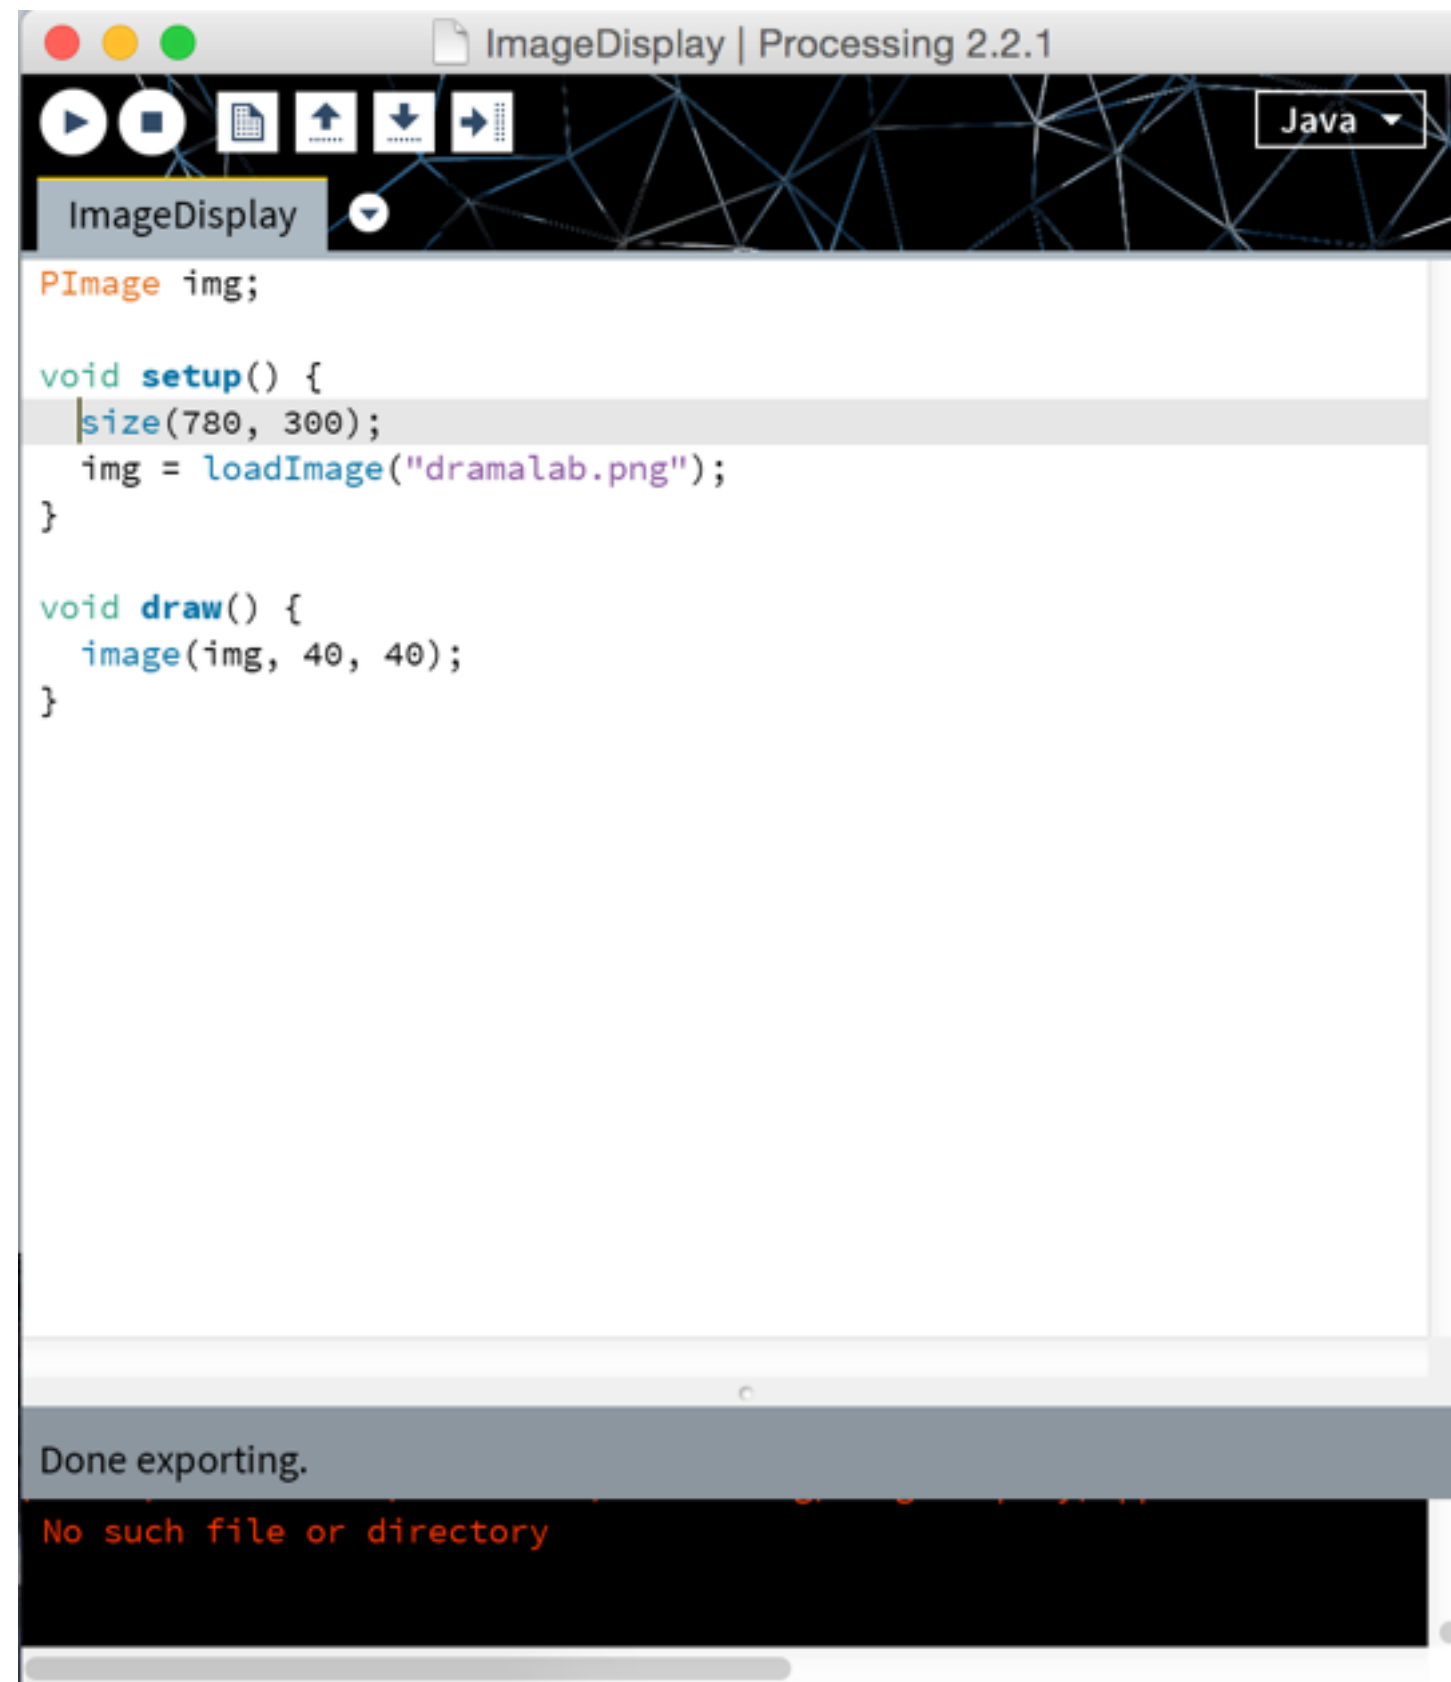 ImageDisplay | Processing 2.2.1
Java
ImageDisplay
PImage img;
void setup() {
size(780, 300);
img = loadImage("dramalab.png");
}
void draw() {
image(img, 40, 40);
}
Done exporting.
No such file or directory